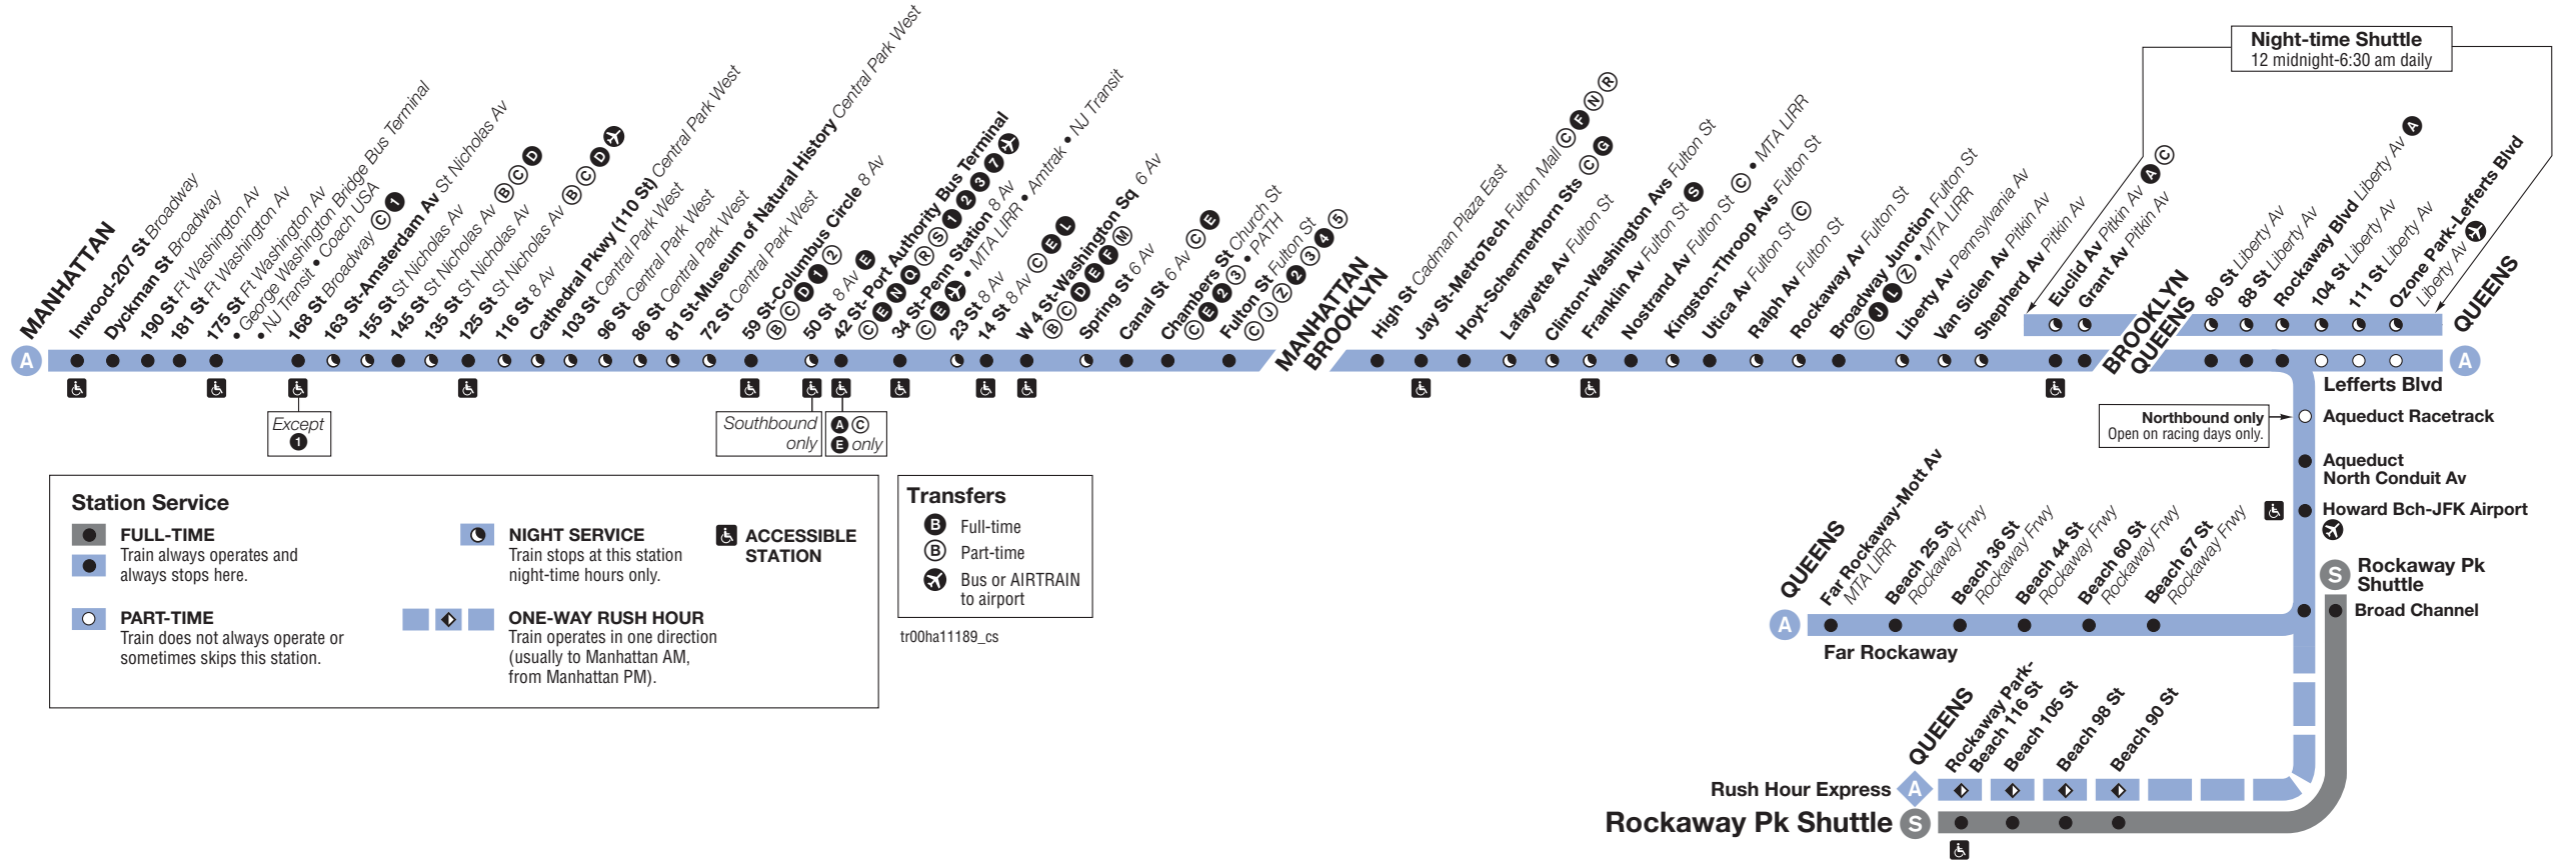 MANHATTAN
A
Inwood-207 St Broadway
Dyckman St Broadway
190 St Ft Washington Av
181 St Ft Washington Av
175 St Ft Washington Av
• George Washington Bridge Bus Terminal
• NJ Transit • Coach USA
168 St Broadway C 1
163 St-Amsterdam Av St Nicholas Av
155 St St Nicholas Av
145 St St Nicholas Av B C D
135 St St Nicholas Av
125 St St Nicholas Av B C D
116 St 8 Av
Cathedral Pkwy (110 St) Central Park West
103 St Central Park West
96 St Central Park West
86 St Central Park West
81 St-Museum of Natural History Central Park West
72 St Central Park West
59 St-Columbus Circle 8 Av
B C D 1 2
50 St 8 Av E
42 St- Port Authority Bus Terminal
C E N Q R S 1 2 3 7
34 St-Penn Station 8 Av
C E • MTA LIRR • Amtrak • NJ Transit
23 St 8 Av
14 St 8 Av C E L
W 4 St-Washington Sq 6 Av
B C D E F M
Spring St 6 Av
Canal St 6 Av C E
Chambers St Church St
C E 2 3 • PATH
Fulton St Fulton St
C J Z 2 3 4 5
MANHATTAN
BROOKLYN
High St Cadman Plaza East
Jay St-MetroTech Fulton Mall C F N R
Hoyt-Schermerhorn Sts C G
Lafayette Av Fulton St
Clinton-Washington Avs Fulton St
Franklin Av Fulton St S
Nostrand Av Fulton St C • MTA LIRR
Kingston-Throop Avs Fulton St
Utica Av Fulton St C
Ralph Av Fulton St
Rockaway Av Fulton St
Broadway Junction Fulton St
C J L Z • MTA LIRR
Liberty Av Pennsylvania Av
Van Siclen Av Pitkin Av
Shepherd Av Pitkin Av
Euclid Av Pitkin Av A C
Grant Av Pitkin Av
BROOKLYN
QUEENS
80 St Liberty Av
88 St Liberty Av
Rockaway Blvd Liberty Av A
104 St Liberty Av
111 St Liberty Av
Ozone Park-Lefferts Blvd
Liberty Av
QUEENS
A
Night-time Shuttle
12 midnight-6:30 am daily
Lefferts Blvd
Northbound only
Open on racing days only.
Aqueduct Racetrack
Aqueduct
North Conduit Av
Howard Bch-JFK Airport
S
Rockaway Pk
Shuttle
Broad Channel
Except
1
Southbound
only
A C
E only
Station Service
FULL-TIME
Train always operates and
always stops here.
PART-TIME
Train does not always operate or
sometimes skips this station.
NIGHT SERVICE
Train stops at this station
night-time hours only.
ONE-WAY RUSH HOUR
Train operates in one direction
(usually to Manhattan AM,
from Manhattan PM).
ACCESSIBLE
STATION
Transfers
B Full-time
B Part-time
Bus or AIRTRAIN
to airport
tr00ha11189_cs
QUEENS
A
Far Rockaway-Mott Av
MTA LIRR
Beach 25 St
Rockaway Frwy
Beach 36 St
Rockaway Frwy
Beach 44 St
Rockaway Frwy
Beach 60 St
Rockaway Frwy
Beach 67 St
Rockaway Frwy
Far Rockaway
QUEENS
Rockaway Park-
Beach 116 St
Beach 105 St
Beach 98 St
Beach 90 St
Rush Hour Express A
Rockaway Pk Shuttle S